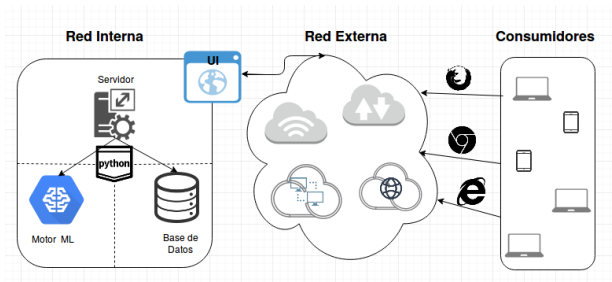 Red Interna
Red Externa
Consumidores
UI
Servidor
python
Motor ML
Base de
Datos